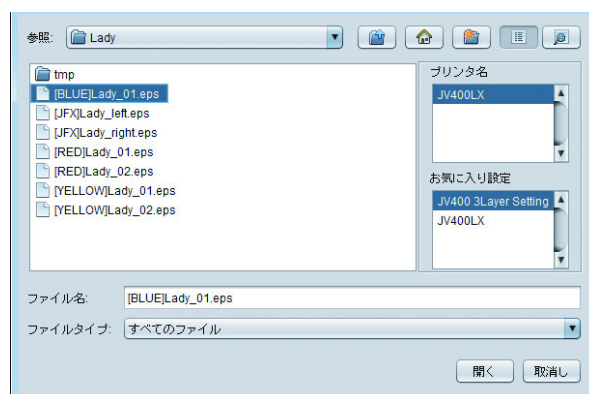 参照: Lady
tmp
[BLUE]Lady_01.eps
[JFX]Lady_left.eps
[JFX]Lady_right.eps
[RED]Lady_01.eps
[RED]Lady_02.eps
[YELLOW]Lady_01.eps
[YELLOW]Lady_02.eps
プリンタ名
JV400LX
お気に入り設定
JV400 3Layer Setting
JV400LX
ファイル名: [BLUE]Lady_01.eps
ファイルタイプ: すべてのファイル
開く 取消し